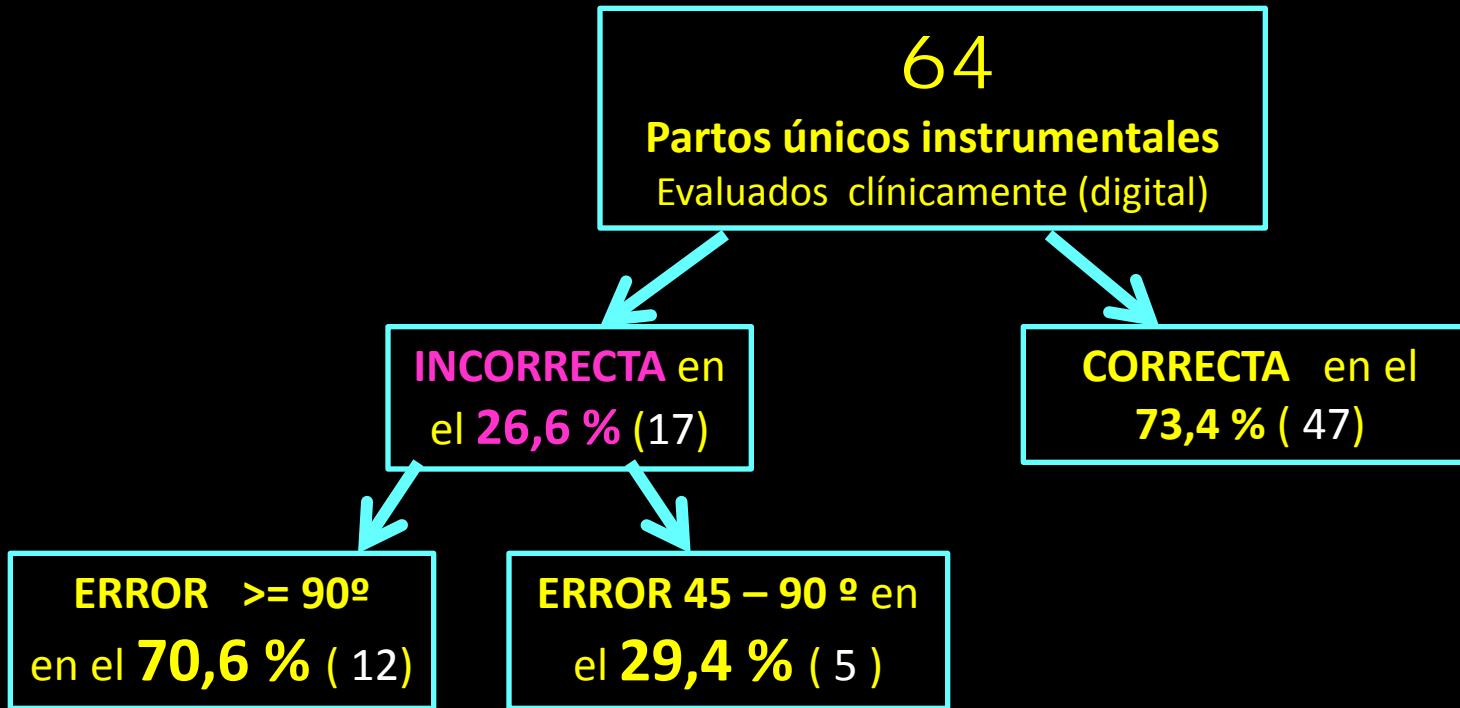 64
Partos únicos instrumentales
Evaluados clínicamente (digital)
INCORRECTA en
el 26,6 % (17)
CORRECTA en el
73,4 % ( 47)
ERROR >= 90º
en el 70,6 % ( 12)
ERROR 45 – 90 º en
el 29,4 % ( 5 )